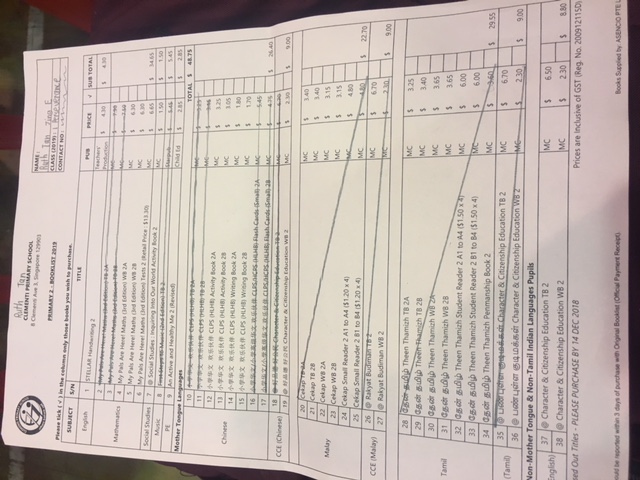 Ruth Tan
CLEMENTI PRIMARY SCHOOL
8 Clementi Ave 3, Singapore 129903
PRIMARY 2 - BOOKLIST 2019
NAME:
Ruth Tan
CLASS (2019): 1 Perseverance
CONTACT NO:
Please tick ( √ ) in the column only those books you wish to purchase.
SUBJECT S/N TITLE PUB PRICE √ SUB TOTAL
English 1 STELLAR Handwriting 2 Teachers' Production $ 4.30 $ 4.30
Mathematics
2 My Pals Are Here! Maths (3rd Edition) TB 2A MC $ 7.90
3 My Pals Are Here! Maths (3rd Edition) TB 2B MC $
4 My Pals Are Here! Maths (3rd Edition) WB 2A MC $ 6.30
5 My Pals Are Here! Maths (3rd Edition) WB 2B MC $ 6.30
6 My Pals Are Here! Maths (3rd Edition) Tests 2 (Retail Price : $13.30) MC $ 6.65 $ 34.65
Social Studies 7 @ Social Studies : Inquiring Into Our World Activity Book 2 MC $ 1.50 $ 1.50
Music 8 First Steps to Music (2nd Edition) TB 2 Starpub $ 5.45 $ 5.45
PE 9 An Active and Healthy Me 2 (Revised) Child Ed $ 2.85 $ 2.85
Mother Tongue Languages TOTAL $ 48.75
Chinese
10 小学华文 欢乐伙伴 CLPS (HLHB) TB 2A MC $
11 小学华文 欢乐伙伴 CLPS (HLHB) TB 2B MC $
12 小学华文 欢乐伙伴 CLPS (HLHB) Activity Book 2A MC $ 3.25
13 小学华文 欢乐伙伴 CLPS (HLHB) Activity Book 2B MC $ 3.05
14 小学华文 欢乐伙伴 CLPS (HLHB) Writing Book 2A MC $ 1.80
15 小学华文 欢乐伙伴 CLPS (HLHB) Writing Book 2B MC $ 1.70
16 小学华文/小学高级华文 欢乐伙伴 CLPS/HCPS (HLHB) Flash Cards (Small) 2A MC $ 5.45
17 小学华文/小学高级华文 欢乐伙伴 CLPS/HCPS (HLHB) Flash Cards (Small) 2B MC $ 4.75 $ 26.40
CCE (Chinese)
18 @ 好品德 好公民 Character & Citizenship Education TB 2 MC $
19 @ 好品德 好公民 Character & Citizenship Education WB 2 MC $ 2.30 $ 9.00
Malay
20 Cekap TB 2A MC $ 3.40
21 Cekap TB 2B MC $ 3.40
22 Cekap WB 2A MC $ 3.15
23 Cekap WB 2B MC $ 3.15
24 Cekap Small Reader 2 A1 to A4 ($1.20 x 4) MC $ 4.80
25 Cekap Small Reader 2 B1 to B4 ($1.20 x 4) MC $ 4.80 $ 22.70
CCE (Malay)
26 @ Rakyat Budiman TB 2 MC $ 6.70
27 @ Rakyat Budiman WB 2 MC $ 2.30 $ 9.00
Tamil
28 தேன் தமிழ் Theen Thamizh TB 2A MC $ 3.25
29 தேன் தமிழ் Theen Thamizh TB 2B MC $ 3.40
30 தேன் தமிழ் Theen Thamizh WB 2A MC $ 3.65
31 தேன் தமிழ் Theen Thamizh WB 2B MC $ 3.65
32 தேன் தமிழ் Theen Thamizh Student Reader 2 A1 to A4 ($1.50 x 4) MC $ 6.00
33 தேன் தமிழ் Theen Thamizh Student Reader 2 B1 to B4 ($1.50 x 4) MC $ 6.00
34 தேன் தமிழ் Theen Thamizh Penmanship Book 2 MC $ 3.60 $ 29.55
(Tamil)
35 @ பண்புள்ள குடிமக்கள் Character & Citizenship Education TB 2 MC $ 6.70
36 @ பண்புள்ள குடிமக்கள் Character & Citizenship Education WB 2 MC $ 2.30 $ 9.00
Non-Mother Tongue & Non-Tamil Indian Languages Pupils
English)
37 @ Character & Citizenship Education TB 2 MC $ 6.50
38 @ Character & Citizenship Education WB 2 MC $ 2.30 $ 8.80
sed Out Titles - PLEASE PURCHASE BY 14 DEC 2018 Prices are Inclusive of GST (Reg. No. 200912115D)
ould be reported within 3 days of purchase with Original Booklist (Official Payment Receipt). Books Supplied by: ASENCIO PTE L